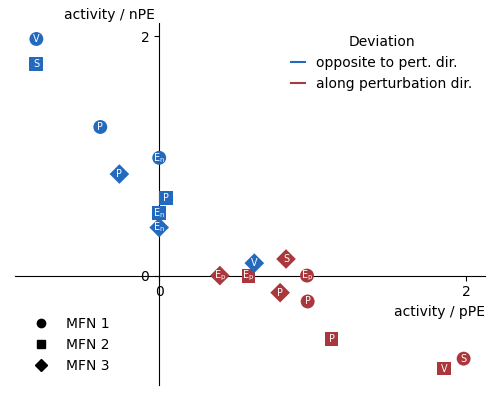 activity / nPE
2
V
Deviation
S
opposite to pert. dir.
along perturbation dir.
P
En
P
P
En
En
V
S
0
Ep
Ep
Ep
P
P
0
2
activity / pPE
MFN 1
P
MFN 2
S
MFN 3
V